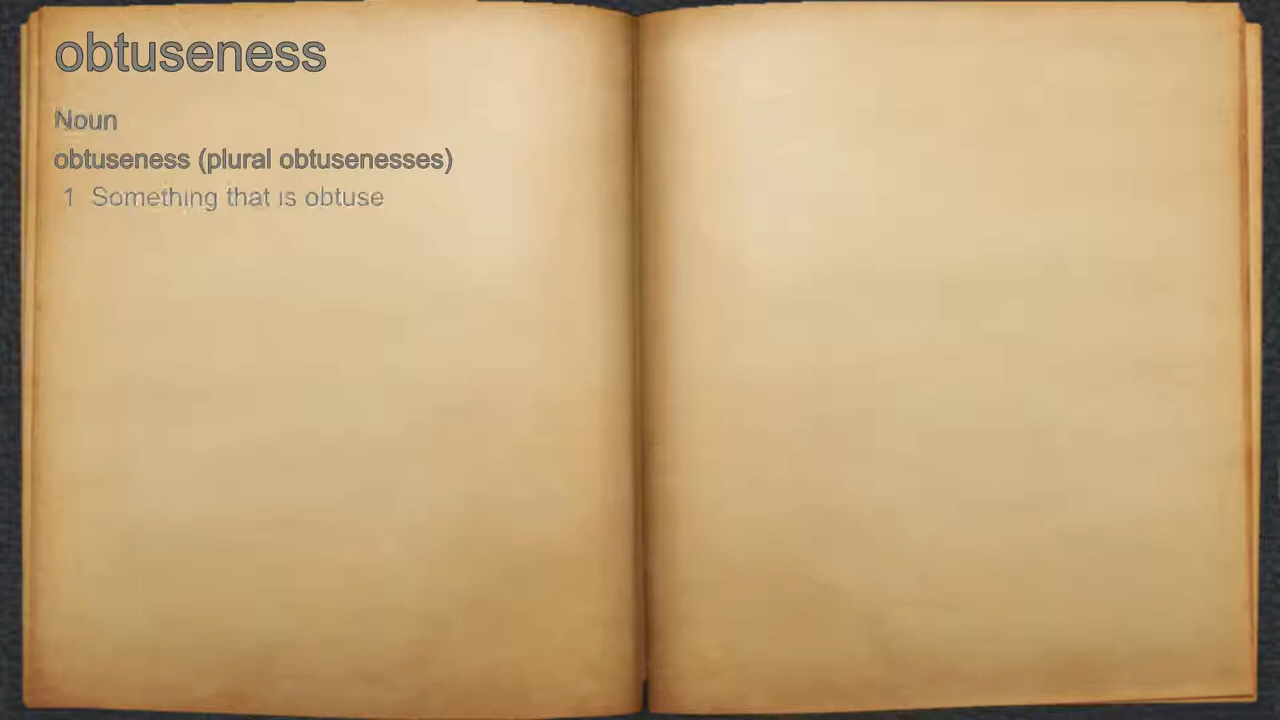 obtuseness
Noun
obtuseness (plural obtusenesses)
1 Something that is obtuse